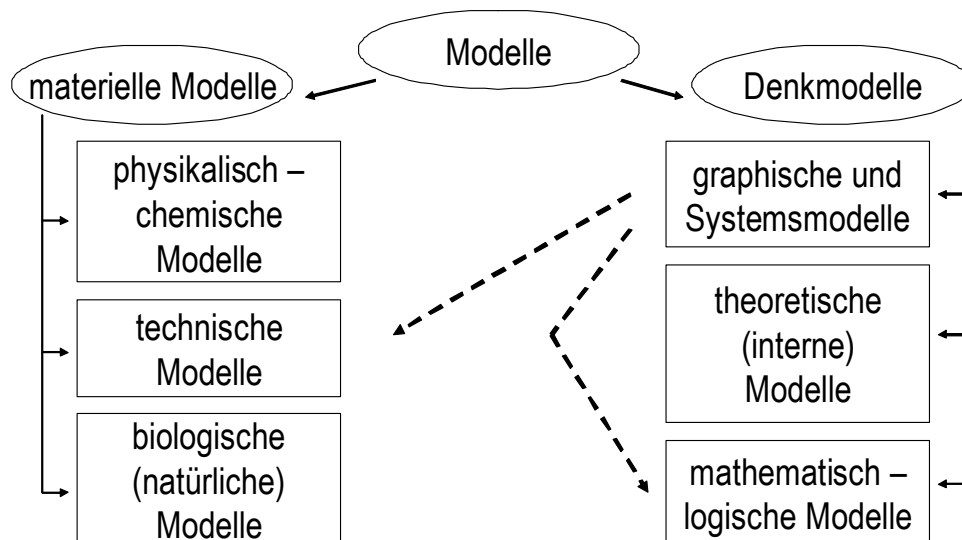 Modelle
materielle Modelle
Denkmodelle
physikalisch –
chemische
Modelle
technische
Modelle
biologische
(natürliche)
Modelle
graphische und
Systemsmodelle
theoretische
(interne)
Modelle
mathematisch –
logische Modelle